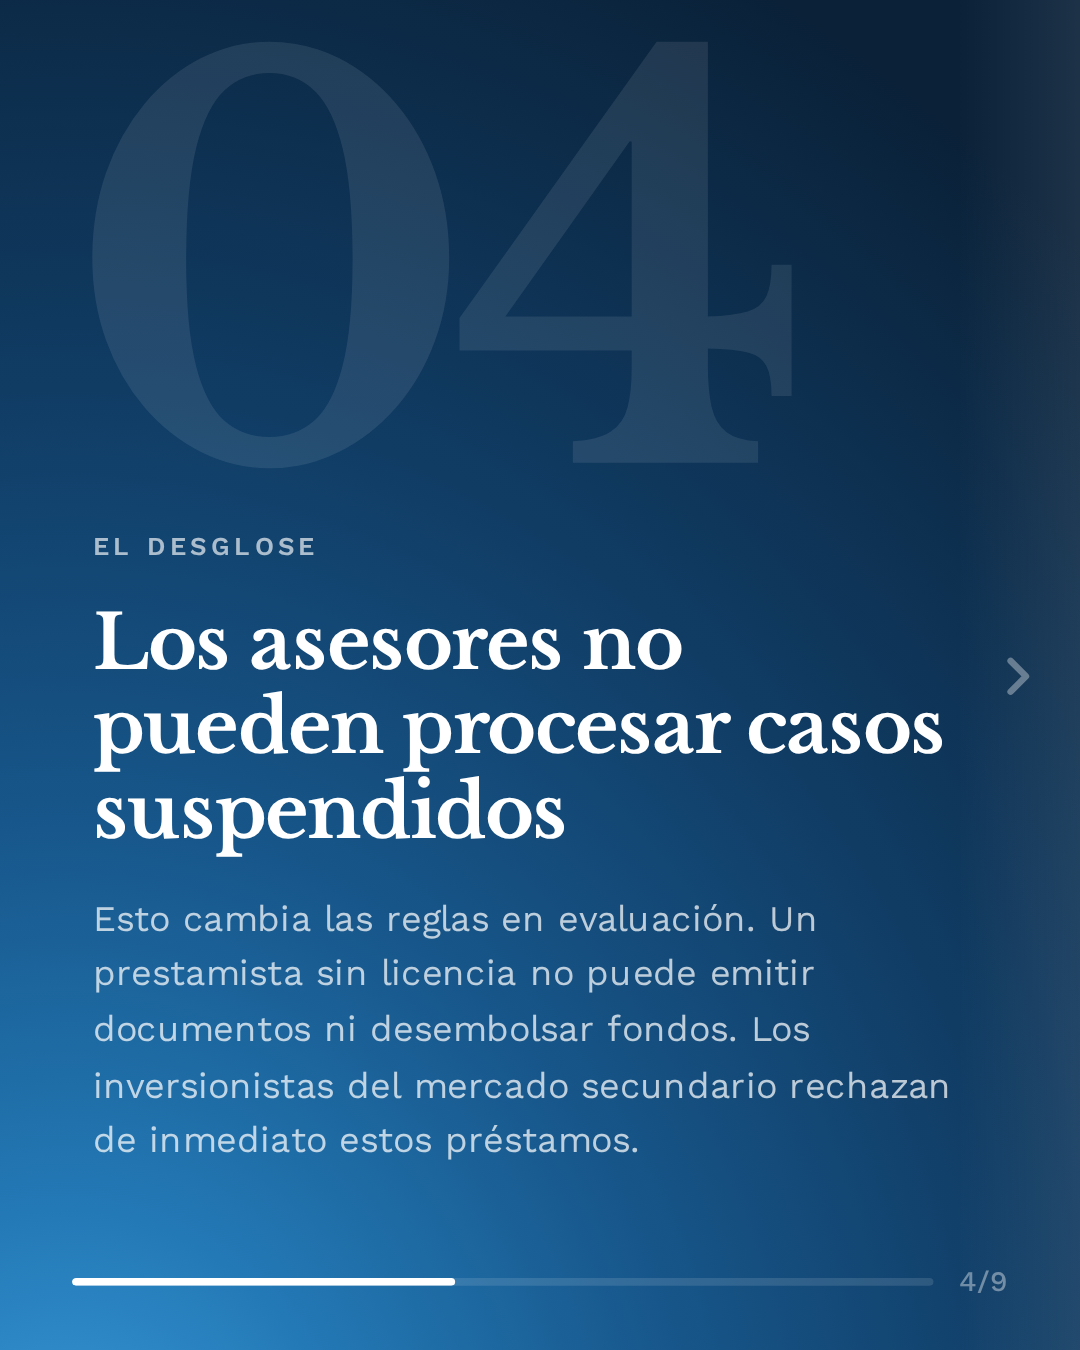 04
EL DESGLOSE
Los asesores no
pueden procesar casos
suspendidos
Esto cambia las reglas en evaluación. Un
prestamista sin licencia no puede emitir
documentos ni desembolsar fondos. Los
inversionistas del mercado secundario rechazan
de inmediato estos préstamos.
4/9